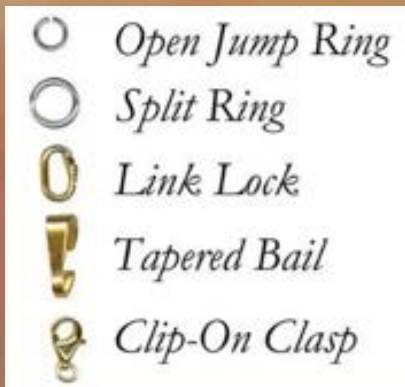 Open Jump Ring
Split Ring
Link Lock
Tapered Bail
Clip-On Clasp